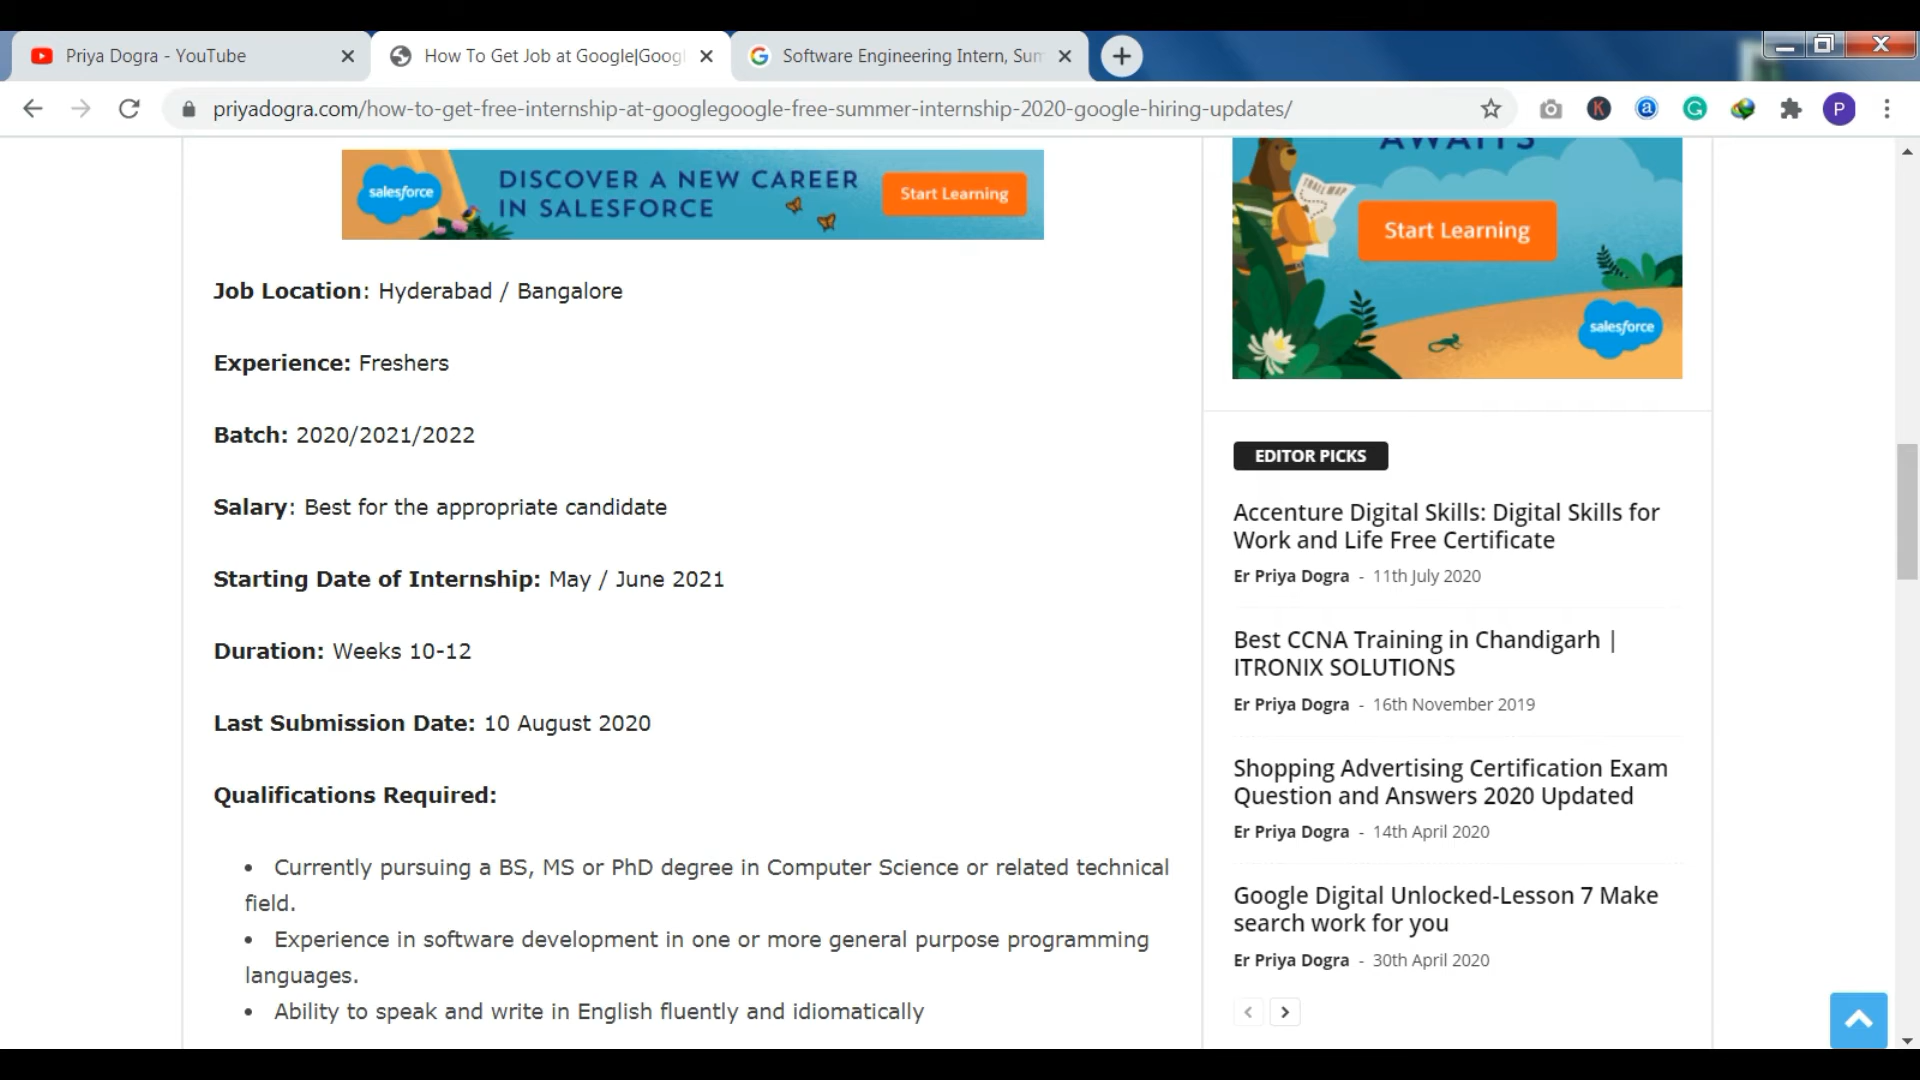 Priya Dogra - YouTube
How To Get Job at Google|Goog
Software Engineering Intern, Sum
priyadogra.com/how-to-get-free-internship-at-googlegoogle-free-summer-internship-2020-google-hiring-updates/
P
salesforce
DISCOVER A NEW CAREER
IN SALESFORCE
Start Learning
Job Location: Hyderabad / Bangalore
Experience: Freshers
Batch: 2020/2021/2022
Salary: Best for the appropriate candidate
Starting Date of Internship: May / June 2021
Duration: Weeks 10-12
Last Submission Date: 10 August 2020
Qualifications Required:
• Currently pursuing a BS, MS or PhD degree in Computer Science or related technical
field.
• Experience in software development in one or more general purpose programming
languages.
• Ability to speak and write in English fluently and idiomatically
AWAITS
TRAIL MAP
Start Learning
salesforce
EDITOR PICKS
Accenture Digital Skills: Digital Skills for
Work and Life Free Certificate
Er Priya Dogra - 11th July 2020
Best CCNA Training in Chandigarh |
ITRONIX SOLUTIONS
Er Priya Dogra - 16th November 2019
Shopping Advertising Certification Exam
Question and Answers 2020 Updated
Er Priya Dogra - 14th April 2020
Google Digital Unlocked-Lesson 7 Make
search work for you
Er Priya Dogra - 30th April 2020